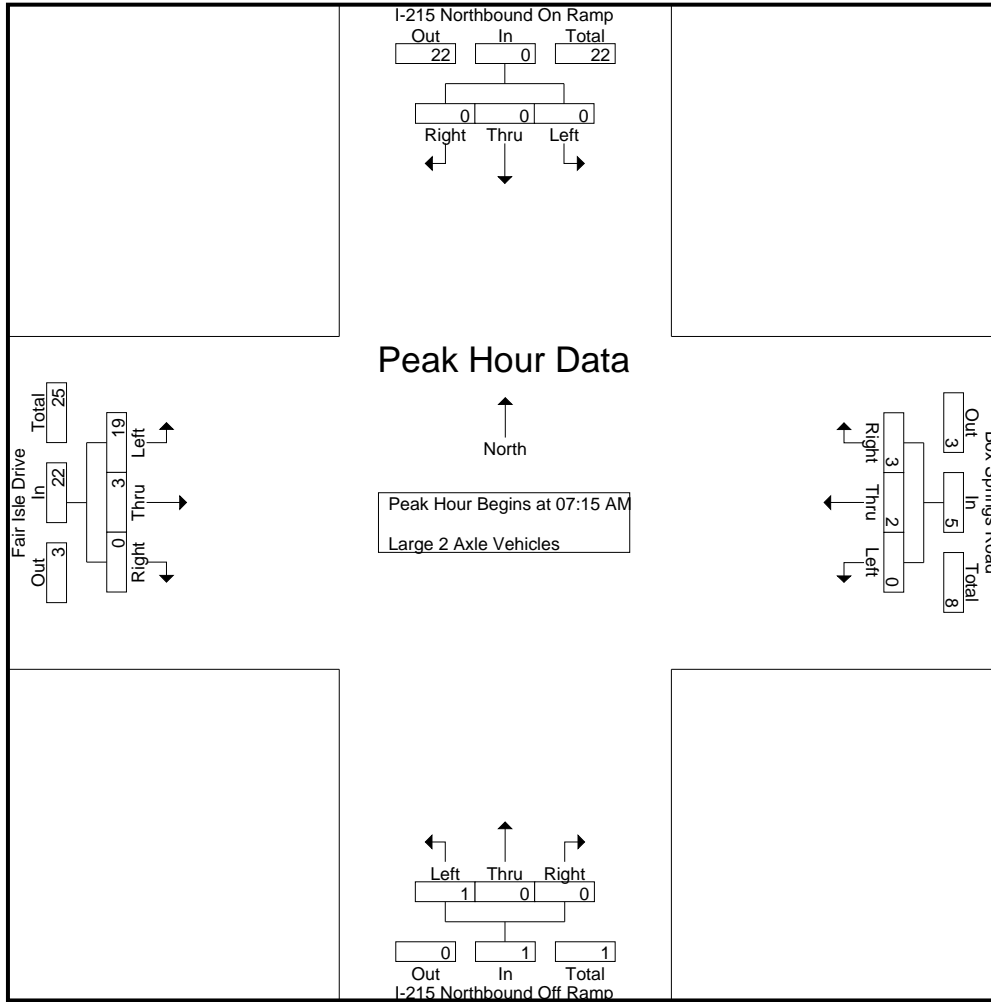 I-215 Northbound On Ramp
Out In Total
22 0 22
0 0 0
Right Thru Left
Peak Hour Data
North
Peak Hour Begins at 07:15 AM
Large 2 Axle Vehicles
Fair Isle Drive
Out In Total
3 22 25
Left Thru Right
19 3 0
Box Springs Road
Out In Total
3 5 8
Right Thru Left
3 2 0
Left Thru Right
1 0 0
0 1 1
Out In Total
I-215 Northbound Off Ramp